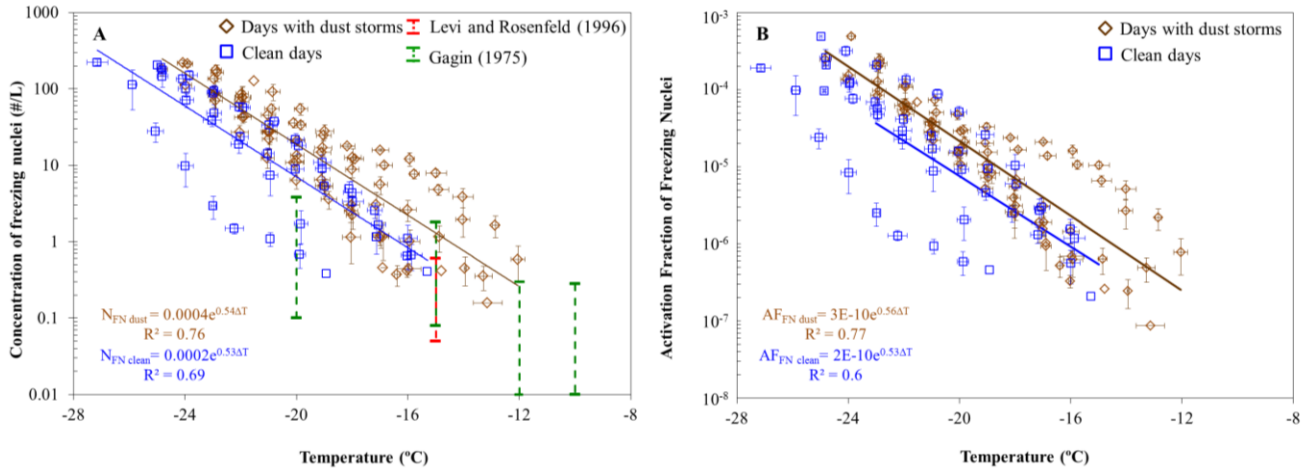 A
Days with dust storms
Clean days
Levi and Rosenfeld (1996)
Gagin (1975)
Concentration of freezing nuclei (#/L)
1000
100
10
1
0.1
0.01
N_FN dust = 0.0004e^0.54ΔT
R² = 0.76
N_FN clean = 0.0002e^0.53ΔT
R² = 0.69
-28 -24 -20 -16 -12 -8
Temperature (ºC)
B
Days with dust storms
Clean days
Activation Fraction of Freezing Nuclei
10^-3
10^-4
10^-5
10^-6
10^-7
10^-8
AF_FN dust = 3E-10e^0.56ΔT
R² = 0.77
AF_FN clean = 2E-10e^0.53ΔT
R² = 0.6
-28 -24 -20 -16 -12 -8
Temperature (ºC)